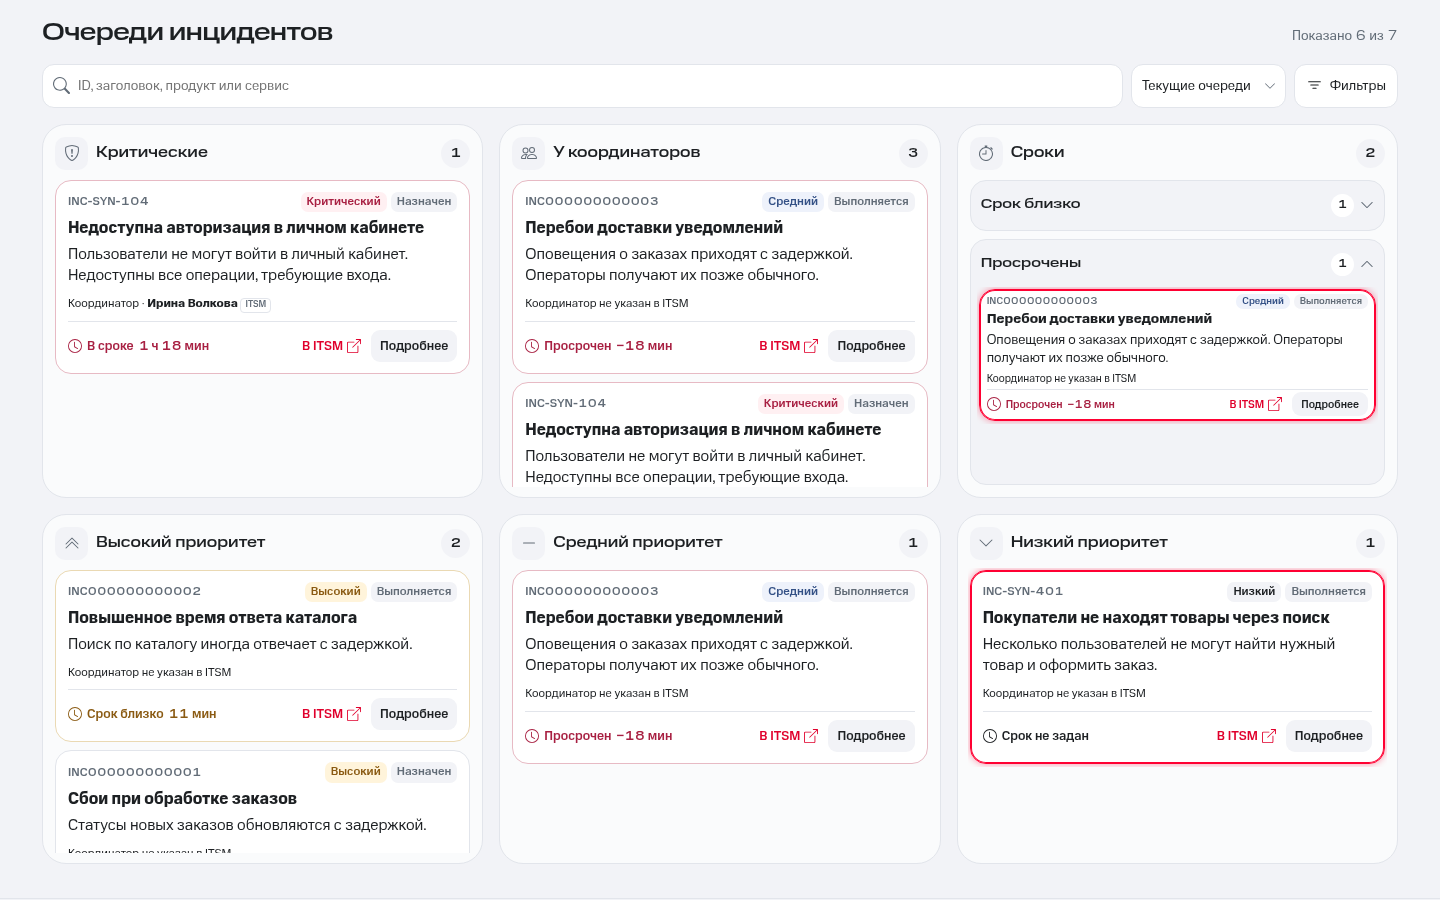 Очереди инцидентов
Показано 6 из 7
ID, заголовок, продукт или сервис
Текущие очереди
Фильтры
Критические
1
INC-SYN-104
Критический
Назначен
Недоступна авторизация в личном кабинете
Пользователи не могут войти в личный кабинет.
Недоступны все операции, требующие входа.
Координатор · Ирина Волкова ITSM
В сроке 1 ч 18 мин
В ITSM
Подробнее
У координаторов
3
INC000000000003
Средний
Выполняется
Перебои доставки уведомлений
Оповещения о заказах приходят с задержкой.
Операторы получают их позже обычного.
Координатор не указан в ITSM
Просрочен −18 мин
В ITSM
Подробнее
INC-SYN-104
Критический
Назначен
Недоступна авторизация в личном кабинете
Пользователи не могут войти в личный кабинет.
Недоступны все операции, требующие входа.
Сроки
2
Срок близко
1
Просрочены
1
INC000000000003
Средний
Выполняется
Перебои доставки уведомлений
Оповещения о заказах приходят с задержкой. Операторы
получают их позже обычного.
Координатор не указан в ITSM
Просрочен −18 мин
В ITSM
Подробнее
Высокий приоритет
2
INC000000000002
Высокий
Выполняется
Повышенное время ответа каталога
Поиск по каталогу иногда отвечает с задержкой.
Координатор не указан в ITSM
Срок близко 11 мин
В ITSM
Подробнее
INC000000000001
Высокий
Назначен
Сбои при обработке заказов
Статусы новых заказов обновляются с задержкой.
Координатор не указан в ITSM
Средний приоритет
1
INC000000000003
Средний
Выполняется
Перебои доставки уведомлений
Оповещения о заказах приходят с задержкой.
Операторы получают их позже обычного.
Координатор не указан в ITSM
Просрочен −18 мин
В ITSM
Подробнее
Низкий приоритет
1
INC-SYN-401
Низкий
Выполняется
Покупатели не находят товары через поиск
Несколько пользователей не могут найти нужный
товар и оформить заказ.
Координатор не указан в ITSM
Срок не задан
В ITSM
Подробнее